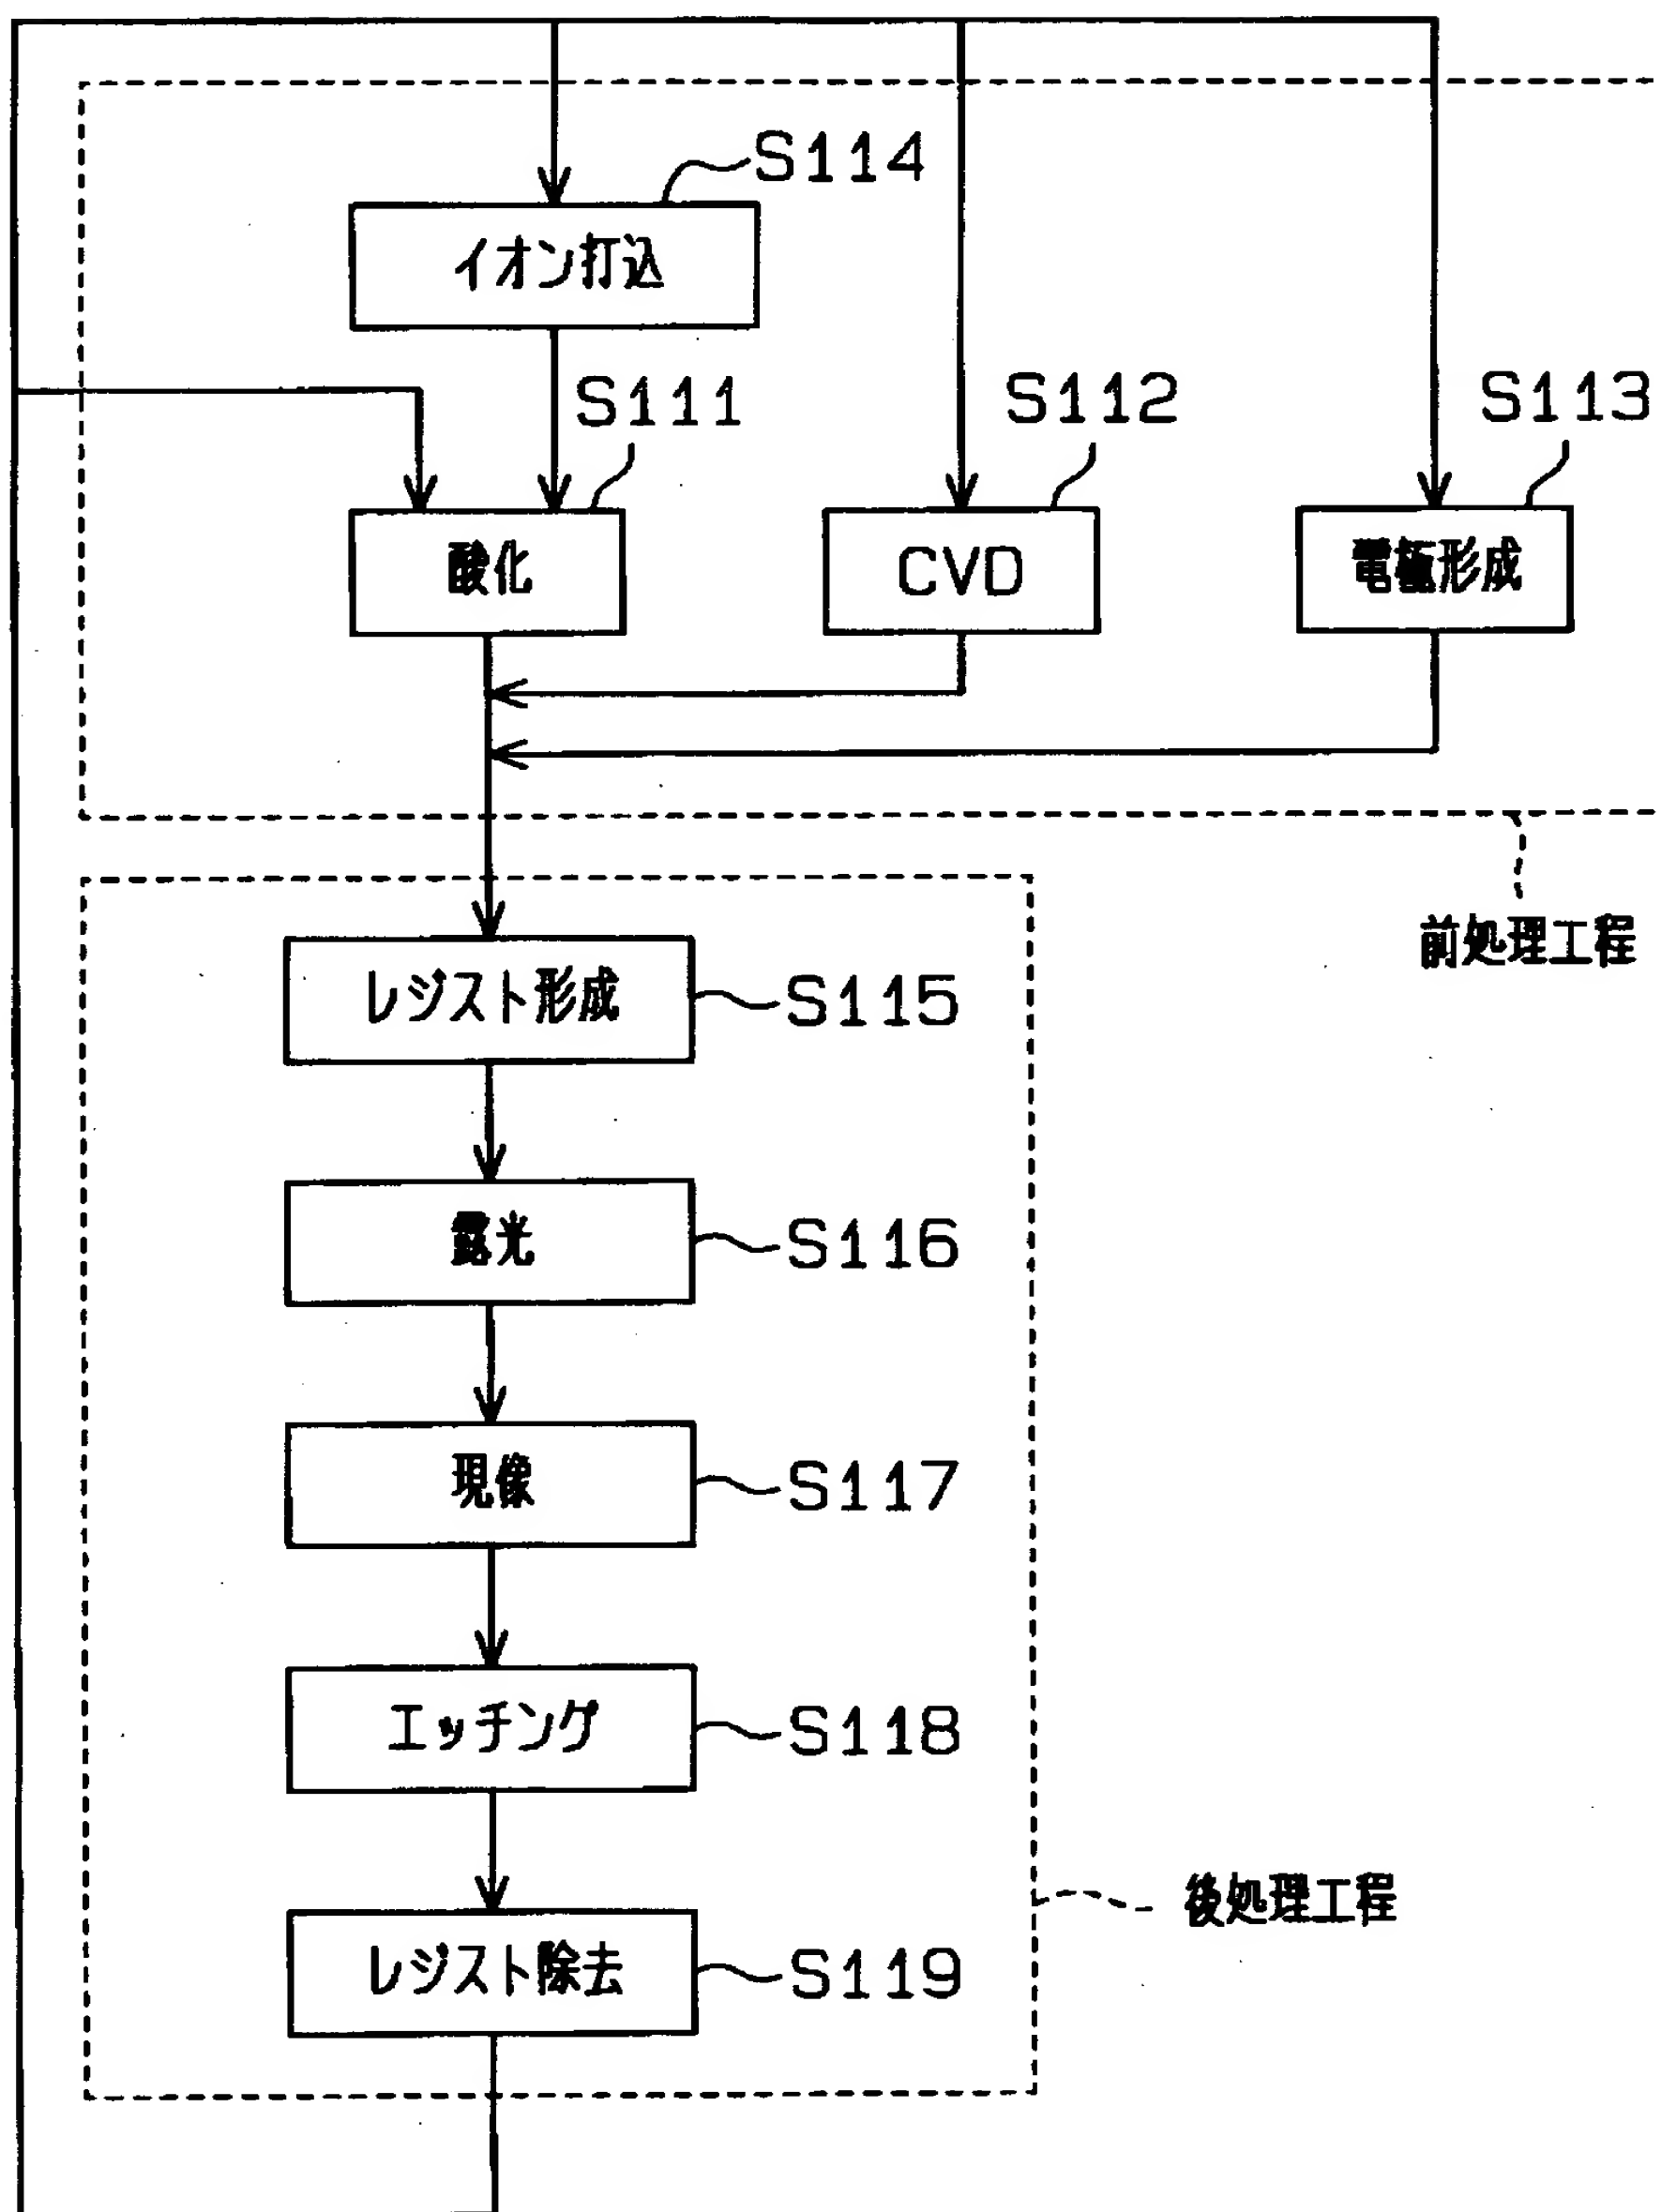 S114
イオン打込
S111
S112
S113
酸化
CVD
電極形成
前処理工程
レジスト形成
S115
露光
S116
現像
S117
エッチング
S118
後処理工程
レジスト除去
S119